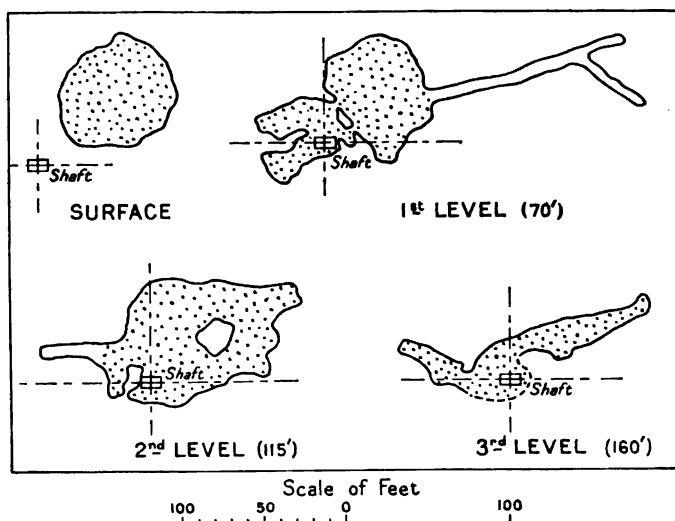 Shaft
SURFACE
Shaft
1st LEVEL (70')
Shaft
2nd LEVEL (115')
Shaft
3rd LEVEL (160')
Scale of Feet
100 50 0 100